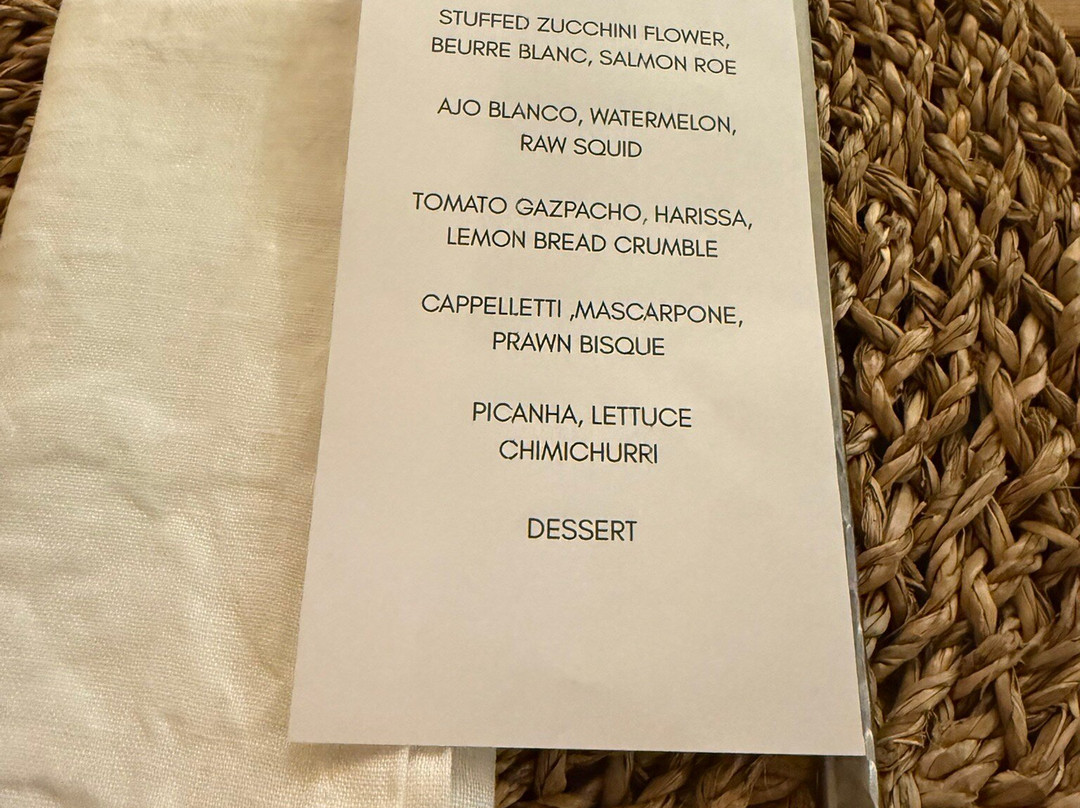 STUFFED ZUCCHINI FLOWER,
BEURRE BLANC, SALMON ROE
AJO BLANCO, WATERMELON,
RAW SQUID
TOMATO GAZPACHO, HARISSA,
LEMON BREAD CRUMBLE
CAPPELLETTI ,MASCARPONE,
PRAWN BISQUE
PICANHA, LETTUCE
CHIMICHURRI
DESSERT